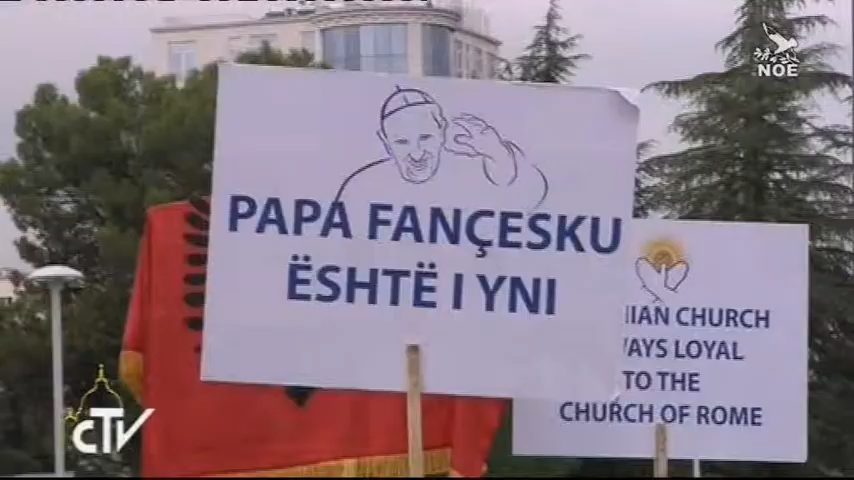 NOE
PAPA FANÇESKU
ËSHTË I YNI
CHURCH
LOYAL
TO THE
CHURCH OF ROME
CTV